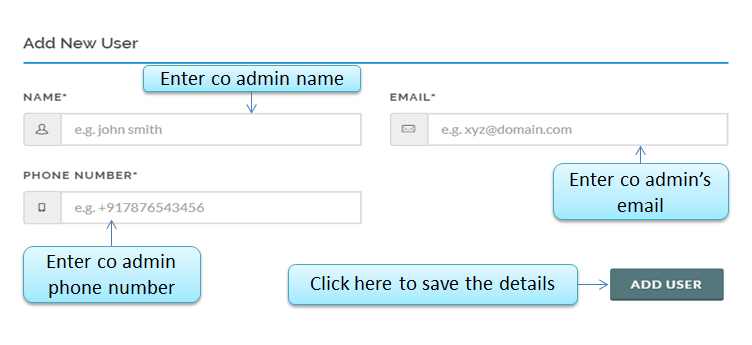 Add New User
Enter co admin name
NAME*
EMAIL*
e.g. john smith
e.g. xyz@domain.com
Enter co admin's
email
PHONE NUMBER*
e.g. +917876543456
Enter co admin
phone number
Click here to save the details
ADD USER